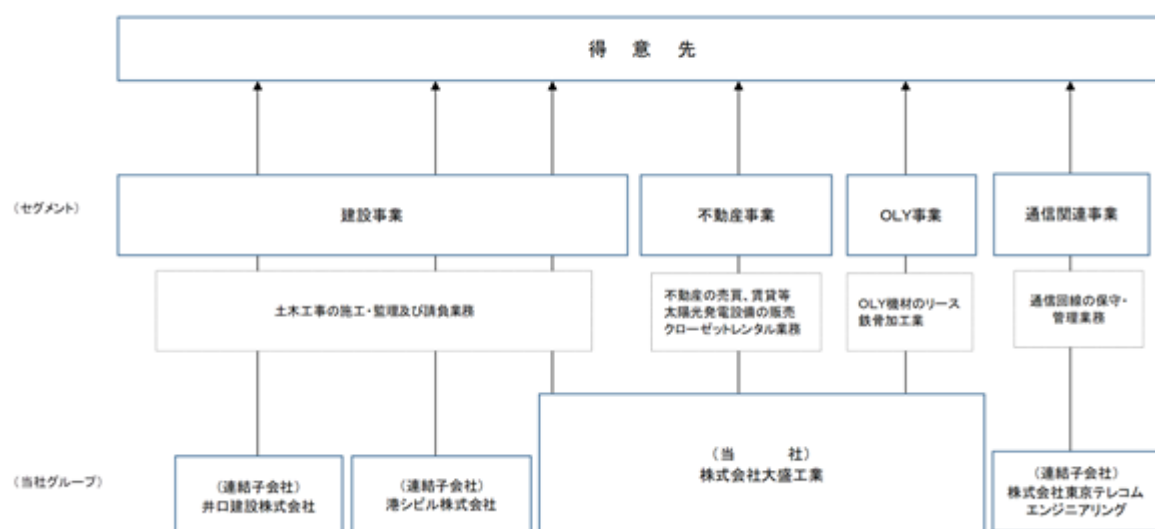 得意先
(セグメント)
建設事業
不動産事業
OLY事業
通信関連事業
土木工事の施工・監理及び請負業務
不動産の売買、賃貸等
太陽光発電設備の販売
クローゼットレンタル業務
OLY機材のリース
鉄骨加工業
通信回線の保守・
管理業務
(当社グループ)
(連結子会社)
井口建設株式会社
(連結子会社)
港シビル株式会社
(当社)
株式会社大盛工業
(連結子会社)
株式会社東京テレコム
エンジニアリング